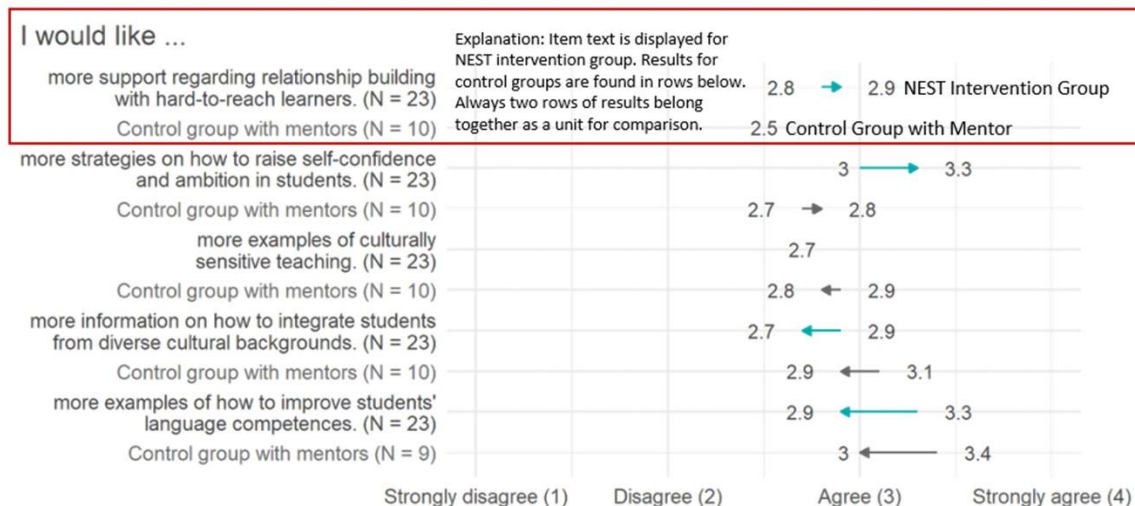 I would like ...
Explanation: Item text is displayed for
NEST intervention group. Results for
control groups are found in rows below.
Always two rows of results belong
together as a unit for comparison.
more support regarding relationship building
with hard-to-reach learners. (N = 23)
2.8 2.9 NEST Intervention Group
Control group with mentors (N = 10)
2.5 Control Group with Mentor
more strategies on how to raise self-confidence
and ambition in students. (N = 23)
3 3.3
Control group with mentors (N = 10)
2.7 2.8
more examples of culturally
sensitive teaching. (N = 23)
2.7
Control group with mentors (N = 10)
2.8 2.9
more information on how to integrate students
from diverse cultural backgrounds. (N = 23)
2.7 2.9
Control group with mentors (N = 10)
2.9 3.1
more examples of how to improve students'
language competences. (N = 23)
2.9 3.3
Control group with mentors (N = 9)
3 3.4
Strongly disagree (1) Disagree (2) Agree (3) Strongly agree (4)